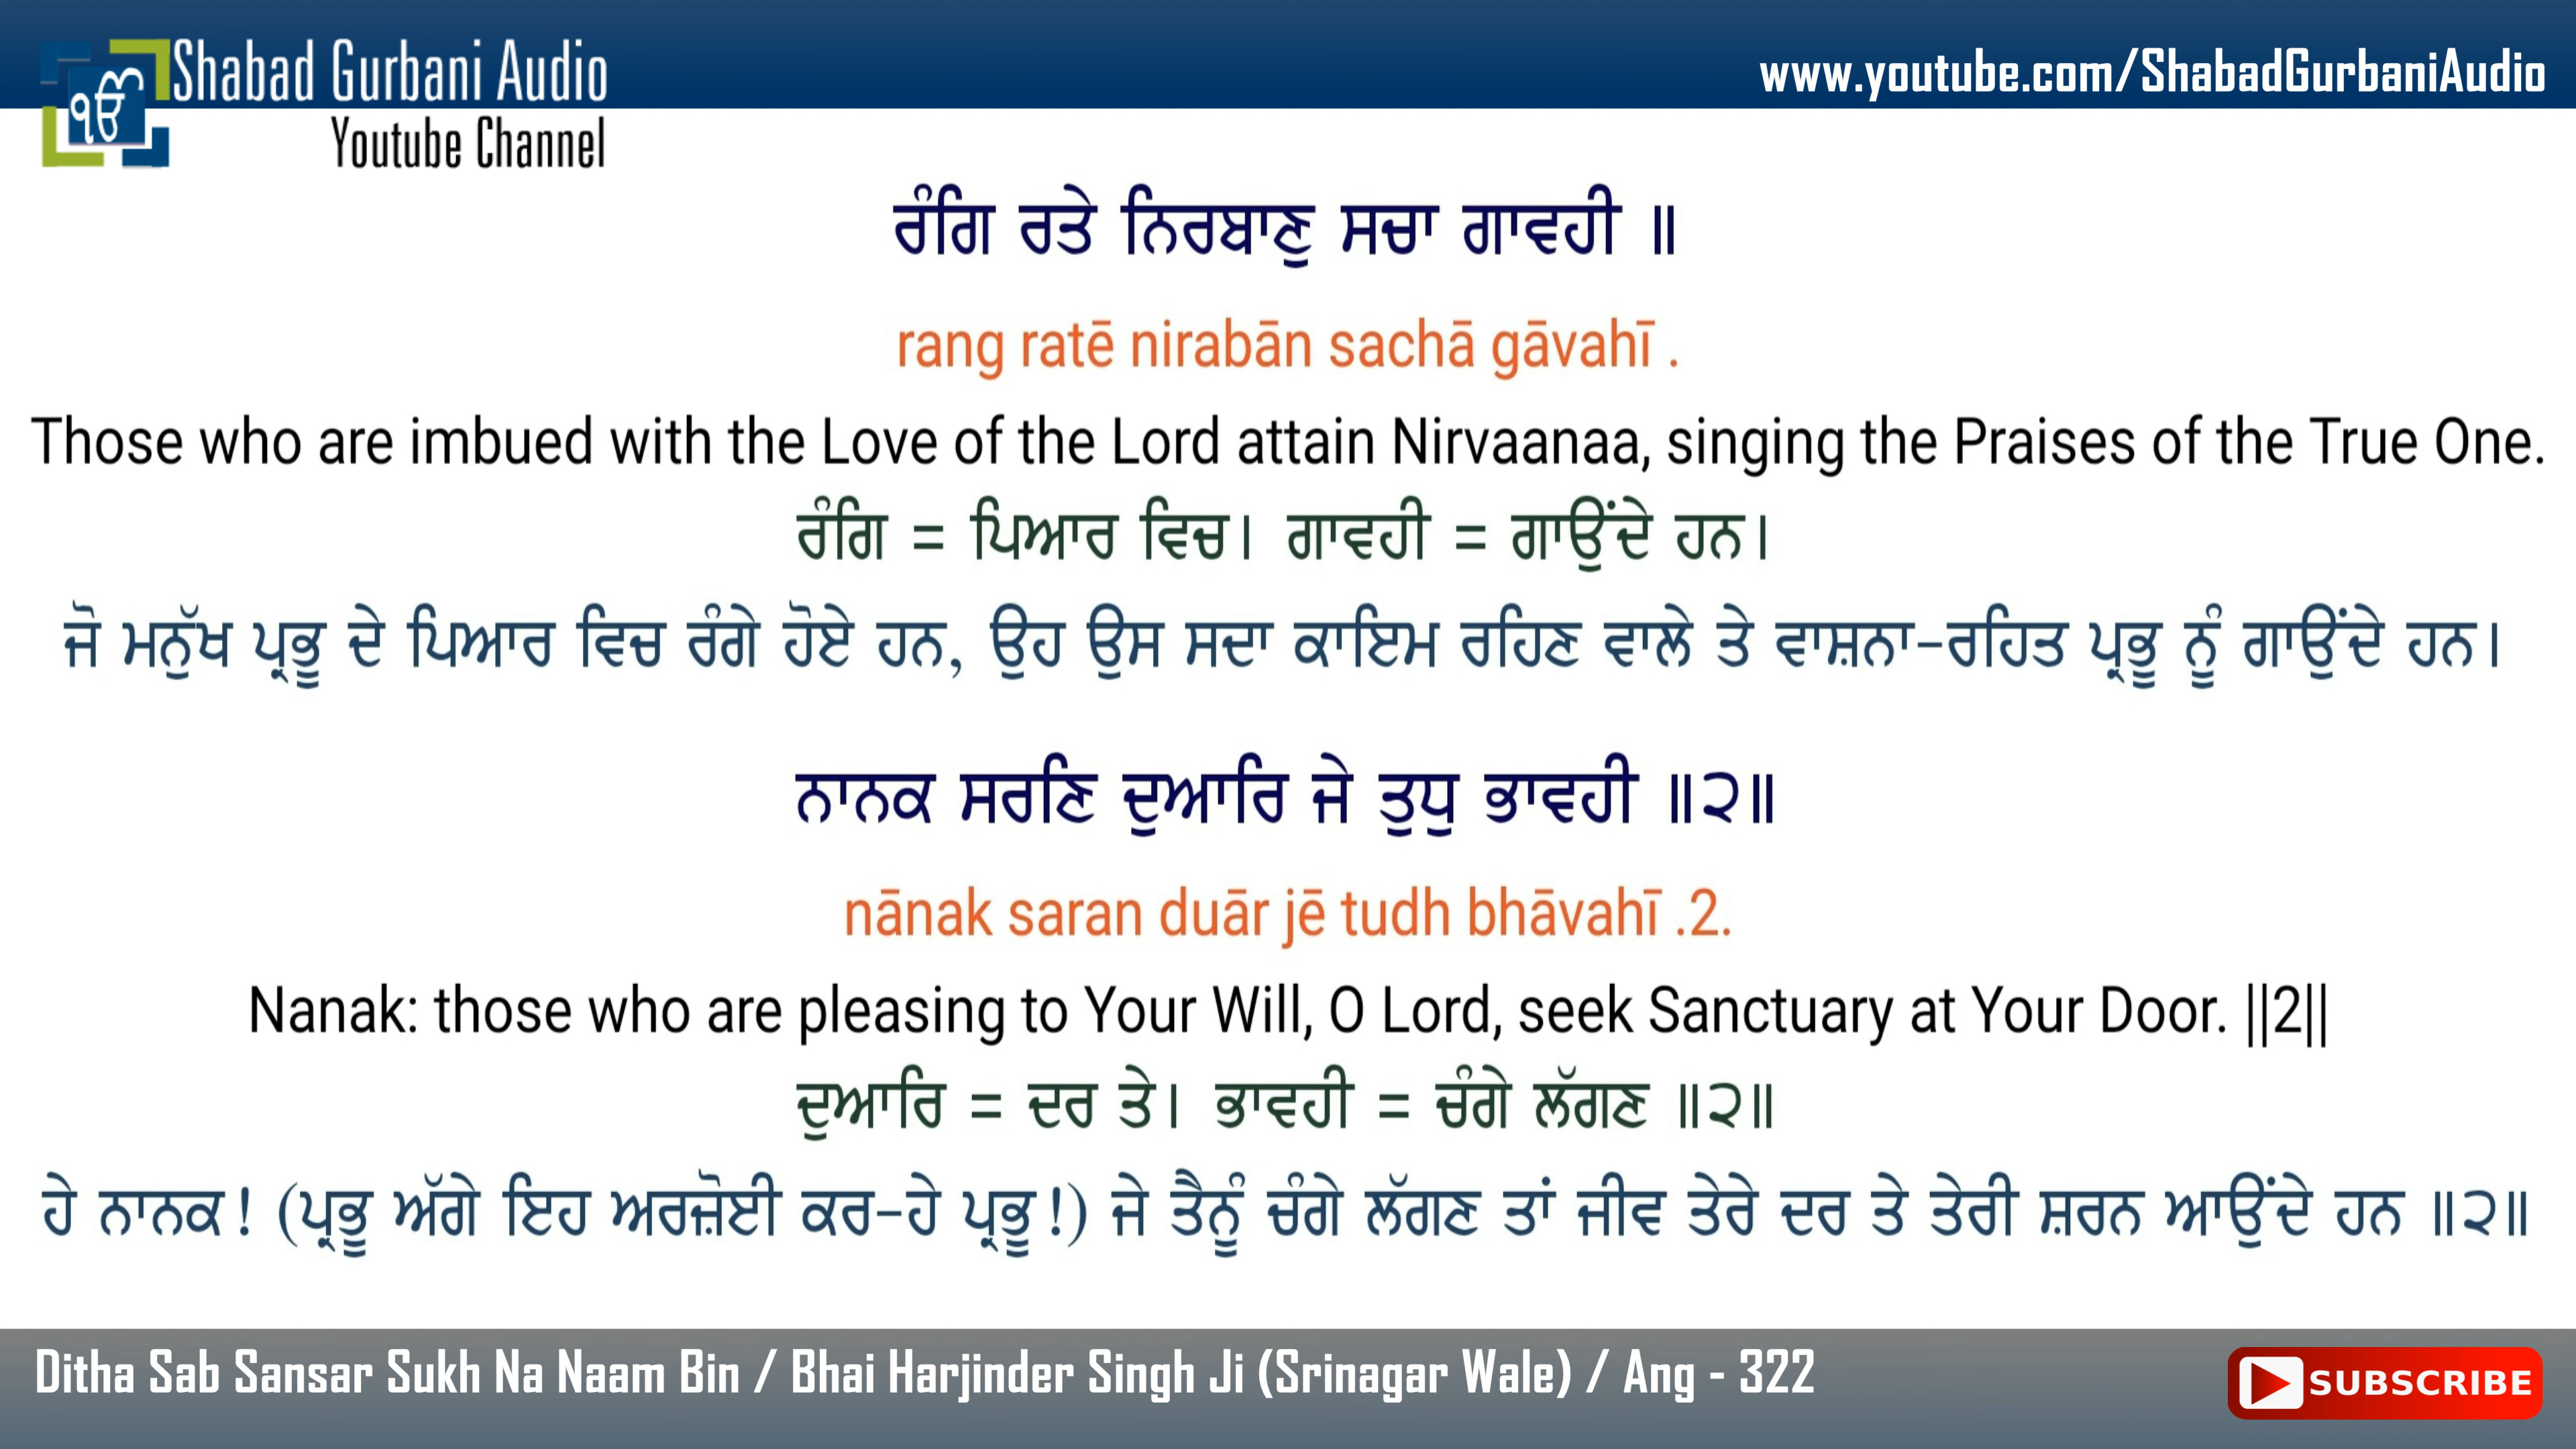 Shabad Gurbani Audio
Youtube Channel
ੴ
www.youtube.com/ShabadGurbaniAudio
ਰੰਗਿ ਰਤੇ ਨਿਰਬਾਣੁ ਸਚਾ ਗਾਵਹੀ ॥
rang ratē nirabān sachā gāvahī .
Those who are imbued with the Love of the Lord attain Nirvaanaa, singing the Praises of the True One.
ਰੰਗਿ = ਪਿਆਰ ਵਿਚ। ਗਾਵਹੀ = ਗਾਉਂਦੇ ਹਨ।
ਜੋ ਮਨੁੱਖ ਪ੍ਰਭੂ ਦੇ ਪਿਆਰ ਵਿਚ ਰੰਗੇ ਹੋਏ ਹਨ, ਉਹ ਉਸ ਸਦਾ ਕਾਇਮ ਰਹਿਣ ਵਾਲੇ ਤੇ ਵਾਸ਼ਨਾ-ਰਹਿਤ ਪ੍ਰਭੂ ਨੂੰ ਗਾਉਂਦੇ ਹਨ।
ਨਾਨਕ ਸਰਣਿ ਦੁਆਰਿ ਜੇ ਤੁਧੁ ਭਾਵਹੀ ॥੨॥
nānak saran duār jē tudh bhāvahī .2.
Nanak: those who are pleasing to Your Will, O Lord, seek Sanctuary at Your Door. ||2||
ਦੁਆਰਿ = ਦਰ ਤੇ। ਭਾਵਹੀ = ਚੰਗੇ ਲੱਗਣ ॥੨॥
ਹੇ ਨਾਨਕ! (ਪ੍ਰਭੂ ਅੱਗੇ ਇਹ ਅਰਜ਼ੋਈ ਕਰ-ਹੇ ਪ੍ਰਭੂ!) ਜੇ ਤੈਨੂੰ ਚੰਗੇ ਲੱਗਣ ਤਾਂ ਜੀਵ ਤੇਰੇ ਦਰ ਤੇ ਤੇਰੀ ਸ਼ਰਨ ਆਉਂਦੇ ਹਨ ॥੨॥
Ditha Sab Sansar Sukh Na Naam Bin / Bhai Harjinder Singh Ji (Srinagar Wale) / Ang - 322
SUBSCRIBE